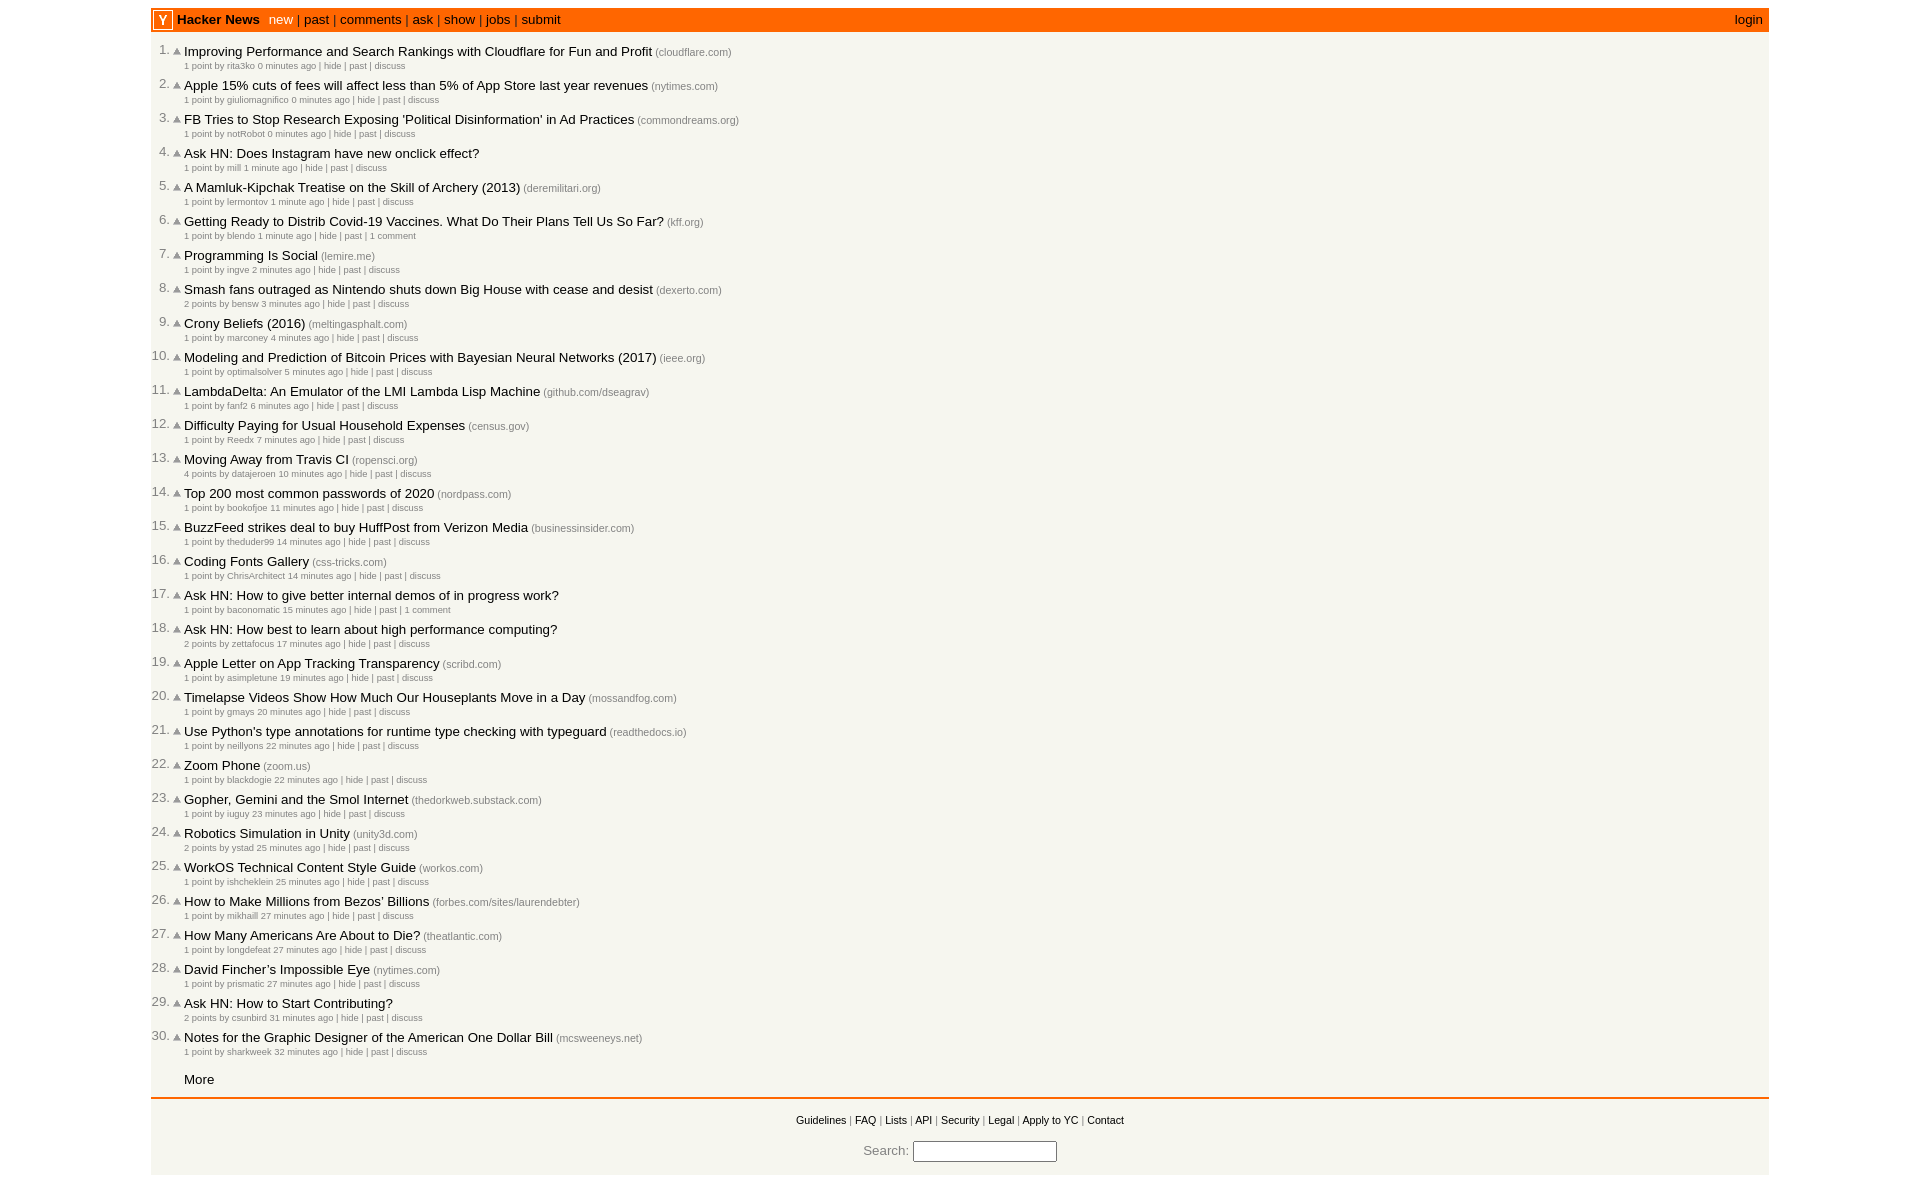 Y Hacker News new | past | comments | ask | show | jobs | submit login
1. Improving Performance and Search Rankings with Cloudflare for Fun and Profit (cloudflare.com)
1 point by rita3ko 0 minutes ago | hide | past | discuss
2. Apple 15% cuts of fees will affect less than 5% of App Store last year revenues (nytimes.com)
1 point by giuliomagnifico 0 minutes ago | hide | past | discuss
3. FB Tries to Stop Research Exposing 'Political Disinformation' in Ad Practices (commondreams.org)
1 point by notRobot 0 minutes ago | hide | past | discuss
4. Ask HN: Does Instagram have new onclick effect?
1 point by mill 1 minute ago | hide | past | discuss
5. A Mamluk-Kipchak Treatise on the Skill of Archery (2013) (deremilitari.org)
1 point by lermontov 1 minute ago | hide | past | discuss
6. Getting Ready to Distrib Covid-19 Vaccines. What Do Their Plans Tell Us So Far? (kff.org)
1 point by blendo 1 minute ago | hide | past | 1 comment
7. Programming Is Social (lemire.me)
1 point by ingve 2 minutes ago | hide | past | discuss
8. Smash fans outraged as Nintendo shuts down Big House with cease and desist (dexerto.com)
2 points by bensw 3 minutes ago | hide | past | discuss
9. Crony Beliefs (2016) (meltingasphalt.com)
1 point by marconey 4 minutes ago | hide | past | discuss
10. Modeling and Prediction of Bitcoin Prices with Bayesian Neural Networks (2017) (ieee.org)
1 point by optimalsolver 5 minutes ago | hide | past | discuss
11. LambdaDelta: An Emulator of the LMI Lambda Lisp Machine (github.com/dseagrav)
1 point by fanf2 6 minutes ago | hide | past | discuss
12. Difficulty Paying for Usual Household Expenses (census.gov)
1 point by Reedx 7 minutes ago | hide | past | discuss
13. Moving Away from Travis CI (ropensci.org)
4 points by datajeroen 10 minutes ago | hide | past | discuss
14. Top 200 most common passwords of 2020 (nordpass.com)
1 point by bookofjoe 11 minutes ago | hide | past | discuss
15. BuzzFeed strikes deal to buy HuffPost from Verizon Media (businessinsider.com)
1 point by theduder99 14 minutes ago | hide | past | discuss
16. Coding Fonts Gallery (css-tricks.com)
1 point by ChrisArchitect 14 minutes ago | hide | past | discuss
17. Ask HN: How to give better internal demos of in progress work?
1 point by baconomatic 15 minutes ago | hide | past | 1 comment
18. Ask HN: How best to learn about high performance computing?
2 points by zettafocus 17 minutes ago | hide | past | discuss
19. Apple Letter on App Tracking Transparency (scribd.com)
1 point by asimpletune 19 minutes ago | hide | past | discuss
20. Timelapse Videos Show How Much Our Houseplants Move in a Day (mossandfog.com)
1 point by gmays 20 minutes ago | hide | past | discuss
21. Use Python's type annotations for runtime type checking with typeguard (readthedocs.io)
1 point by neillyons 22 minutes ago | hide | past | discuss
22. Zoom Phone (zoom.us)
1 point by blackdogie 22 minutes ago | hide | past | discuss
23. Gopher, Gemini and the Smol Internet (thedorkweb.substack.com)
1 point by iuguy 23 minutes ago | hide | past | discuss
24. Robotics Simulation in Unity (unity3d.com)
2 points by ystad 25 minutes ago | hide | past | discuss
25. WorkOS Technical Content Style Guide (workos.com)
1 point by ishcheklein 25 minutes ago | hide | past | discuss
26. How to Make Millions from Bezos' Billions (forbes.com/sites/laurendebter)
1 point by mikhaill 27 minutes ago | hide | past | discuss
27. How Many Americans Are About to Die? (theatlantic.com)
1 point by longdefeat 27 minutes ago | hide | past | discuss
28. David Fincher’s Impossible Eye (nytimes.com)
1 point by prismatic 27 minutes ago | hide | past | discuss
29. Ask HN: How to Start Contributing?
2 points by csunbird 31 minutes ago | hide | past | discuss
30. Notes for the Graphic Designer of the American One Dollar Bill (mcsweeneys.net)
1 point by sharkweek 32 minutes ago | hide | past | discuss
More
Guidelines | FAQ | Lists | API | Security | Legal | Apply to YC | Contact
Search: